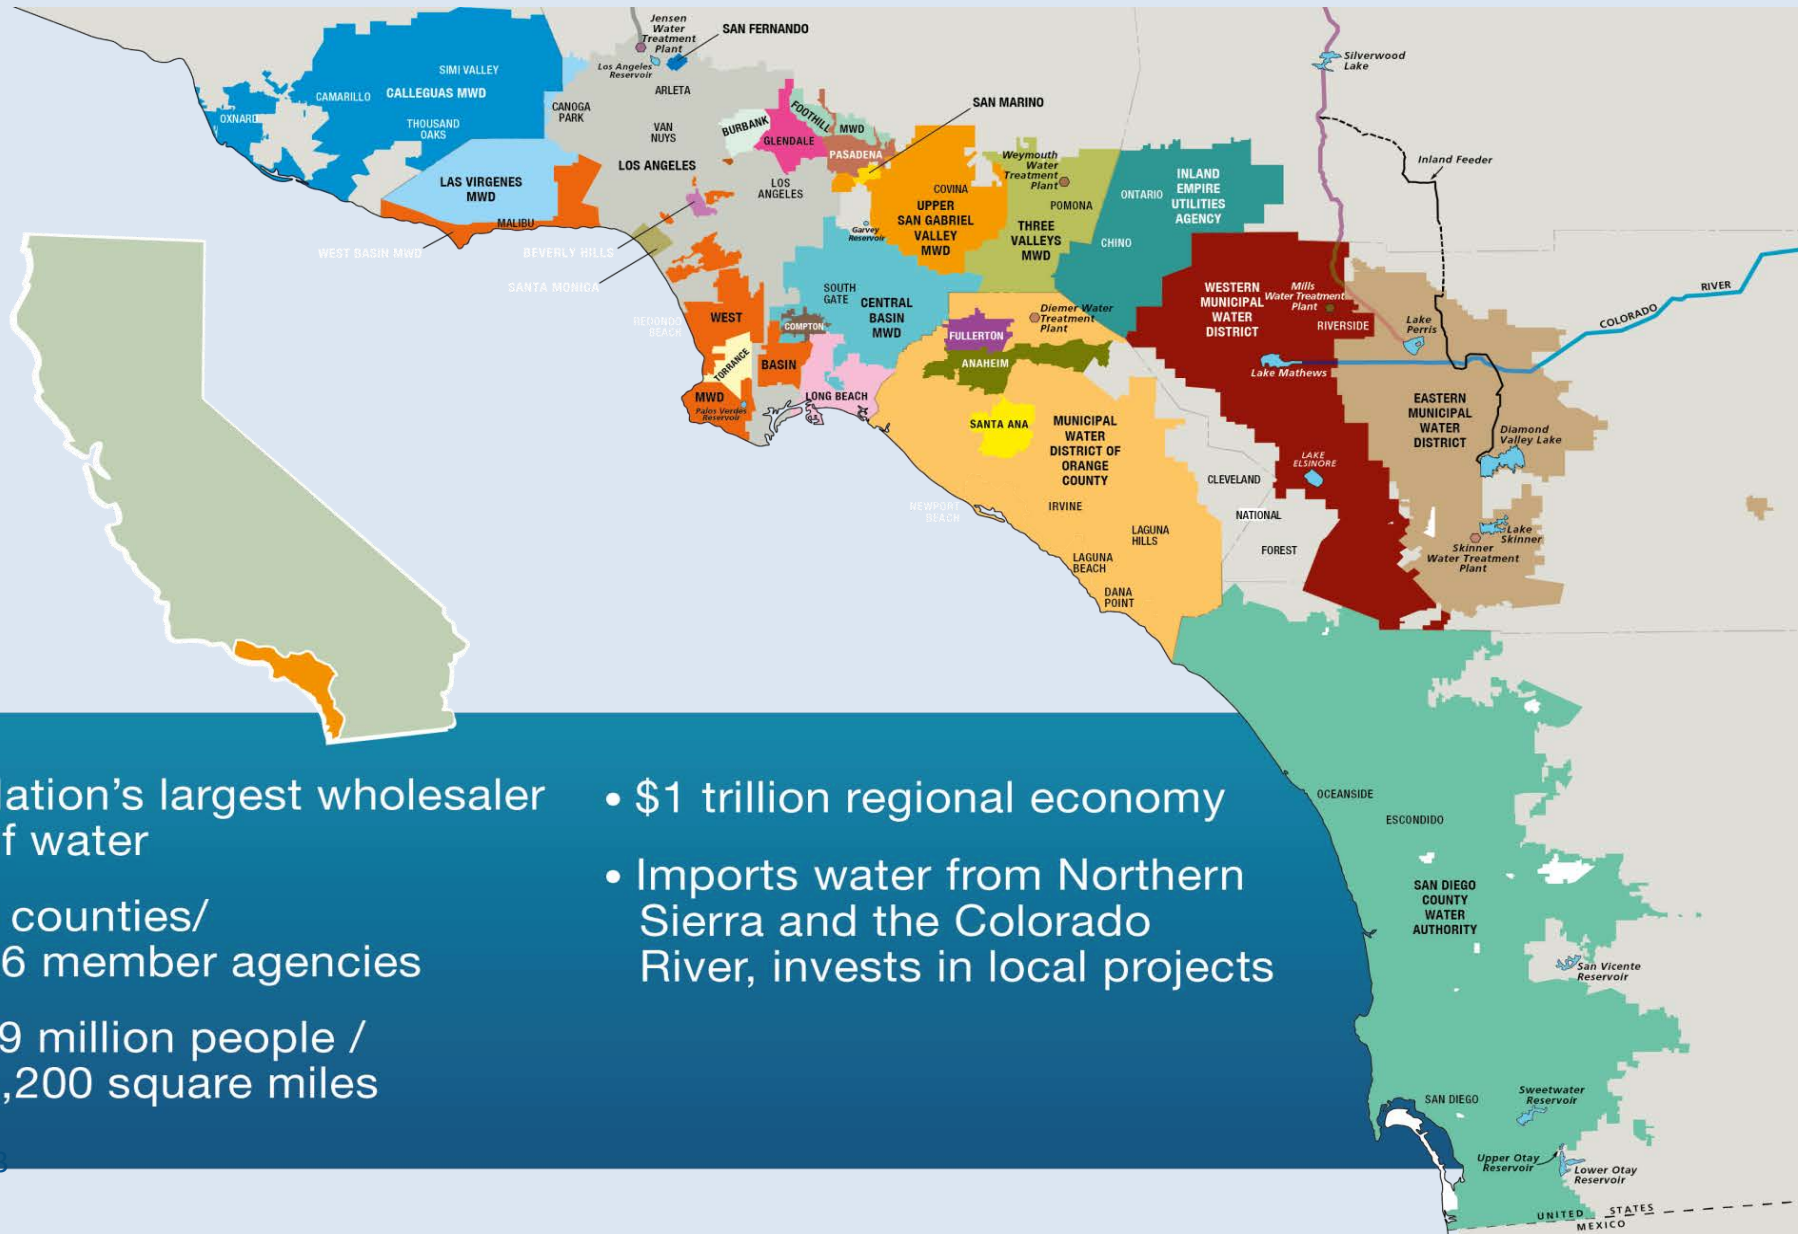 Jensen
Water
Treatment
Plant
SAN FERNANDO
Los Angeles
Reservoir
Silverwood
Lake
SIMI VALLEY
CAMARILLO
CALLEGUAS MWD
OXNARD
THOUSAND
OAKS
CANOGA
PARK
ARLETA
VAN
NUYS
BURBANK
GLENDALE
FOOTHILL
MWD
PASADENA
SAN MARINO
LOS ANGELES
LOS
ANGELES
LAS VIRGENES
MWD
MALIBU
WEST BASIN MWD
BEVERLY HILLS
SANTA MONICA
Garvey
Reservoir
COVINA
UPPER
SAN GABRIEL
VALLEY
MWD
Weymouth
Water
Treatment
Plant
POMONA
THREE
VALLEYS
MWD
ONTARIO
INLAND
EMPIRE
UTILITIES
AGENCY
CHINO
Inland Feeder
COLORADO
RIVER
WESTERN
MUNICIPAL
WATER
DISTRICT
Mills
Water Treatment
Plant
RIVERSIDE
Lake
Perris
Lake Mathews
SOUTH
GATE
CENTRAL
BASIN
MWD
REDONDO
BEACH
WEST
COMPTON
TORRANCE
BASIN
MWD
Palos Verdes
Reservoir
LONG BEACH
Diemer Water
Treatment
Plant
FULLERTON
ANAHEIM
SANTA ANA
MUNICIPAL
WATER
DISTRICT OF
ORANGE
COUNTY
EASTERN
MUNICIPAL
WATER
DISTRICT
Diamond
Valley Lake
LAKE
ELSINORE
CLEVELAND
NATIONAL
FOREST
NEWPORT
BEACH
IRVINE
LAGUNA
HILLS
LAGUNA
BEACH
DANA
POINT
Lake
Skinner
Skinner
Water Treatment
Plant
lation's largest wholesaler
f water
counties/
6 member agencies
9 million people /
,200 square miles
• $1 trillion regional economy
• Imports water from Northern
Sierra and the Colorado
River, invests in local projects
OCEANSIDE
ESCONDIDO
SAN DIEGO
COUNTY
WATER
AUTHORITY
San Vicente
Reservoir
SAN DIEGO
Sweetwater
Reservoir
Upper Otay
Reservoir
Lower Otay
Reservoir
UNITED STATES
MEXICO